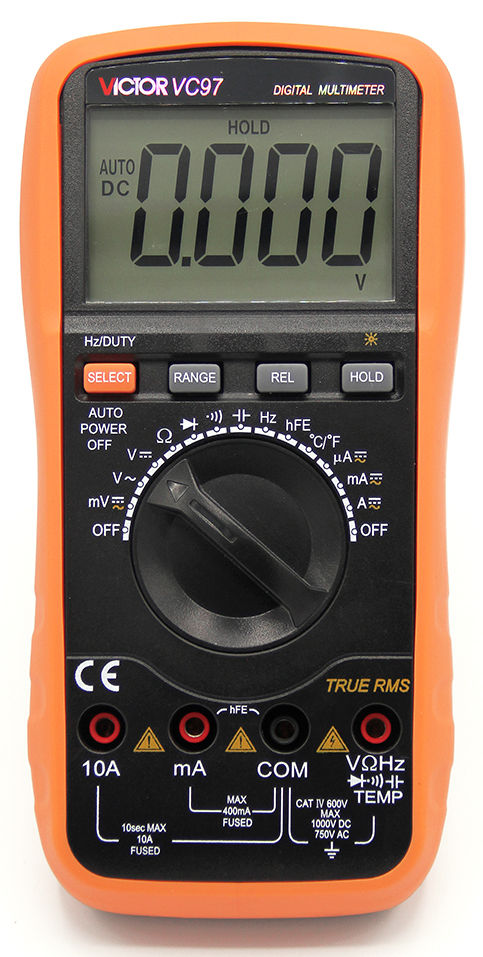 VICTOR VC97 DIGITAL MULTIMETER
HOLD
AUTO
DC
0.000
V
Hz/DUTY
SELECT RANGE REL HOLD
AUTO
POWER
OFF
OFF
mV⎓~
V~
V⎓
Ω
Hz
hFE
°C/°F
μA⎓~
mA⎓~
A⎓~
OFF
CE
TRUE RMS
hFE
10A mA COM VΩHz
TEMP
MAX
400mA
FUSED
10sec MAX
10A
FUSED
CAT IV 600V
MAX
1000V DC
750V AC